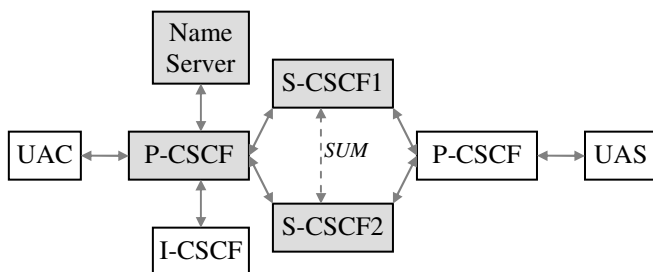 Name
Server
S-CSCF1
UAC
P-CSCF
SUM
P-CSCF
UAS
S-CSCF2
I-CSCF